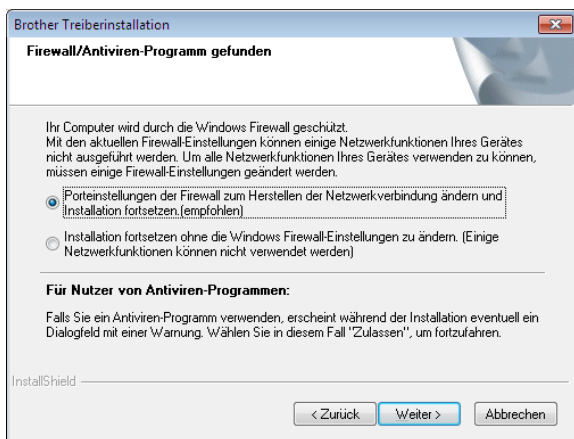 Brother Treiberinstallation
Firewall/Antiviren-Programm gefunden
Ihr Computer wird durch die Windows Firewall geschützt.
Mit den aktuellen Firewall-Einstellungen können einige Netzwerkfunktionen Ihres Gerätes
nicht ausgeführt werden. Um alle Netzwerkfunktionen Ihres Gerätes verwenden zu können,
müssen einige Firewall-Einstellungen geändert werden.
Porteinstellungen der Firewall zum Herstellen der Netzwerkverbindung ändern und
Installation fortsetzen.(empfohlen)
Installation fortsetzen ohne die Windows Firewall-Einstellungen zu ändern. (Einige
Netzwerkfunktionen können nicht verwendet werden)
Für Nutzer von Antiviren-Programmen:
Falls Sie ein Antiviren-Programm verwenden, erscheint während der Installation eventuell ein
Dialogfeld mit einer Warnung. Wählen Sie in diesem Fall "Zulassen", um fortzufahren.
InstallShield
< Zurück Weiter > Abbrechen